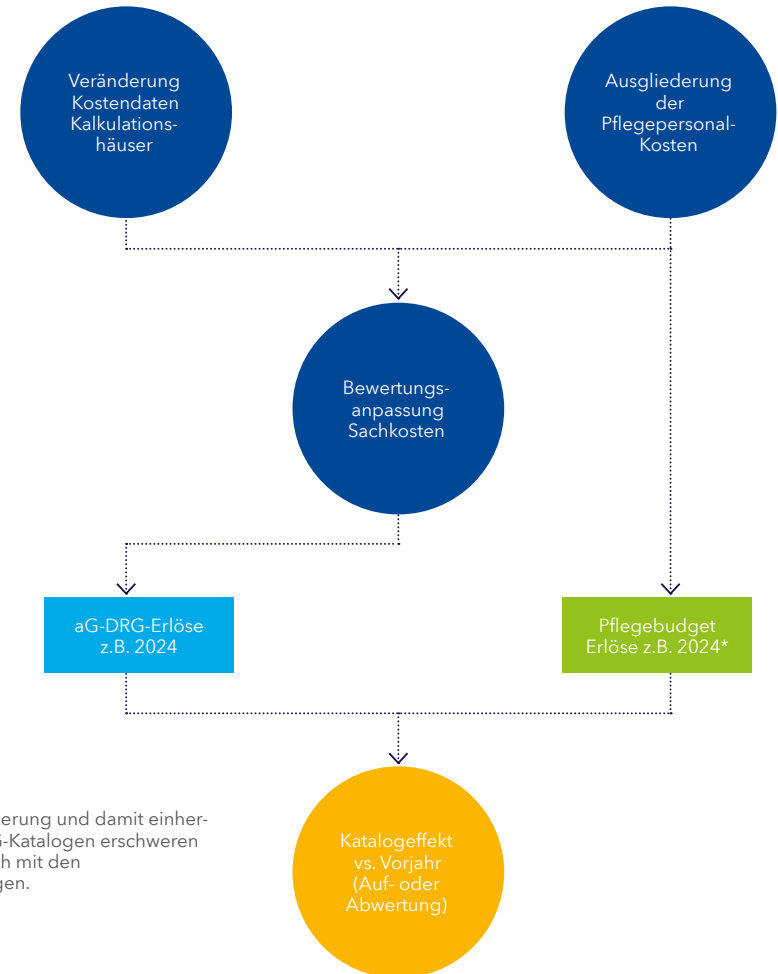 Veränderung
Kostendaten
Kalkulations-
häuser
Ausgliederung
der
Pflegepersonal-
Kosten
Bewertungs-
anpassung
Sachkosten
aG-DRG-Erlöse
z.B. 2024
Pflegebudget
Erlöse z.B. 2024*
erung und damit einher-
G-Katalogen erschweren
h mit den
gen.
Katalogeffekt
vs. Vorjahr
(Auf- oder
Abwertung)